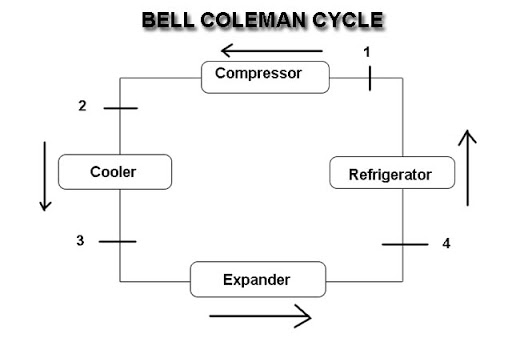 BELL COLEMAN CYCLE
1
Compressor
2
Cooler
Refrigerator
3
4
Expander